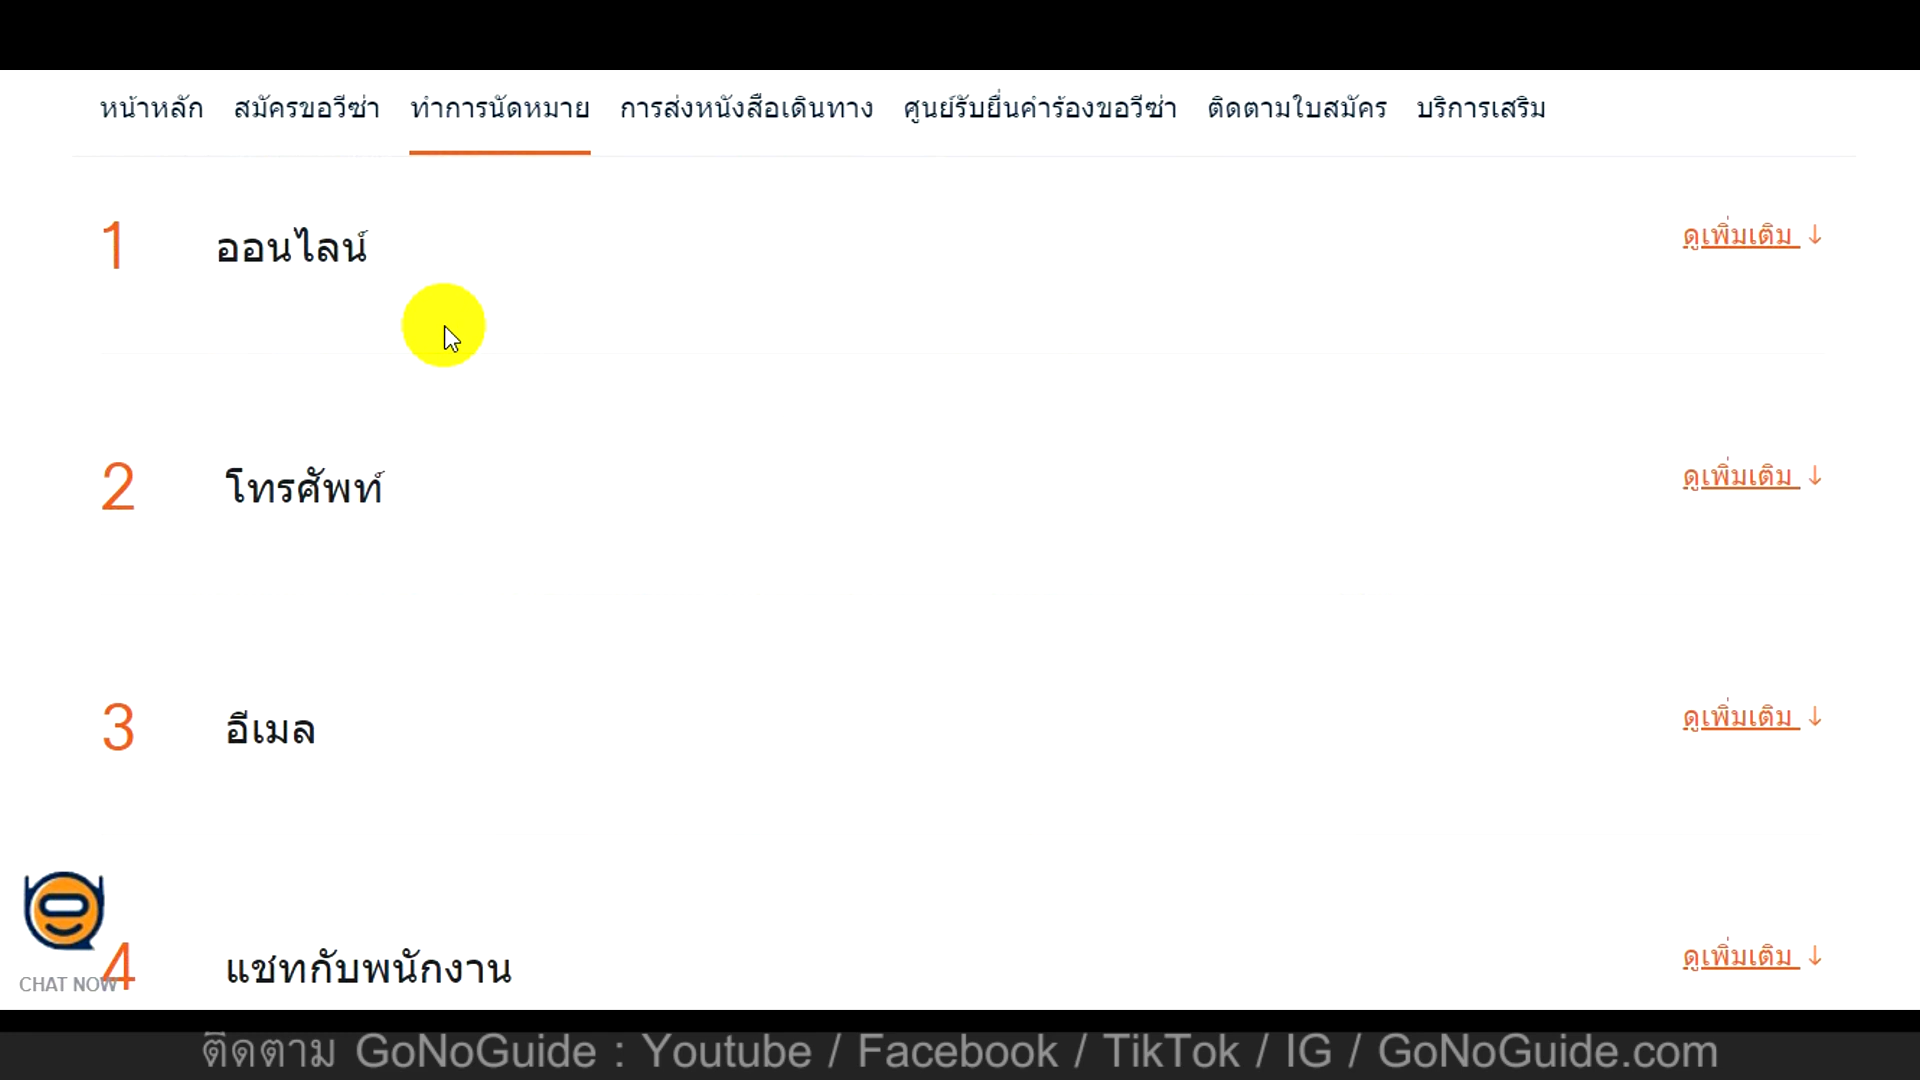 หน้าหลัก สมัครขอวีซ่า ทำการนัดหมาย การส่งหนังสือเดินทาง ศูนย์รับยื่นคำร้องขอวีซ่า ติดตามใบสมัคร บริการเสริม
1 ออนไลน์ ดูเพิ่มเติม ↓
2 โทรศัพท์ ดูเพิ่มเติม ↓
3 อีเมล ดูเพิ่มเติม ↓
4 แชทกับพนักงาน ดูเพิ่มเติม ↓
CHAT NOW
ติดตาม GoNoGuide : Youtube / Facebook / TikTok / IG / GoNoGuide.com